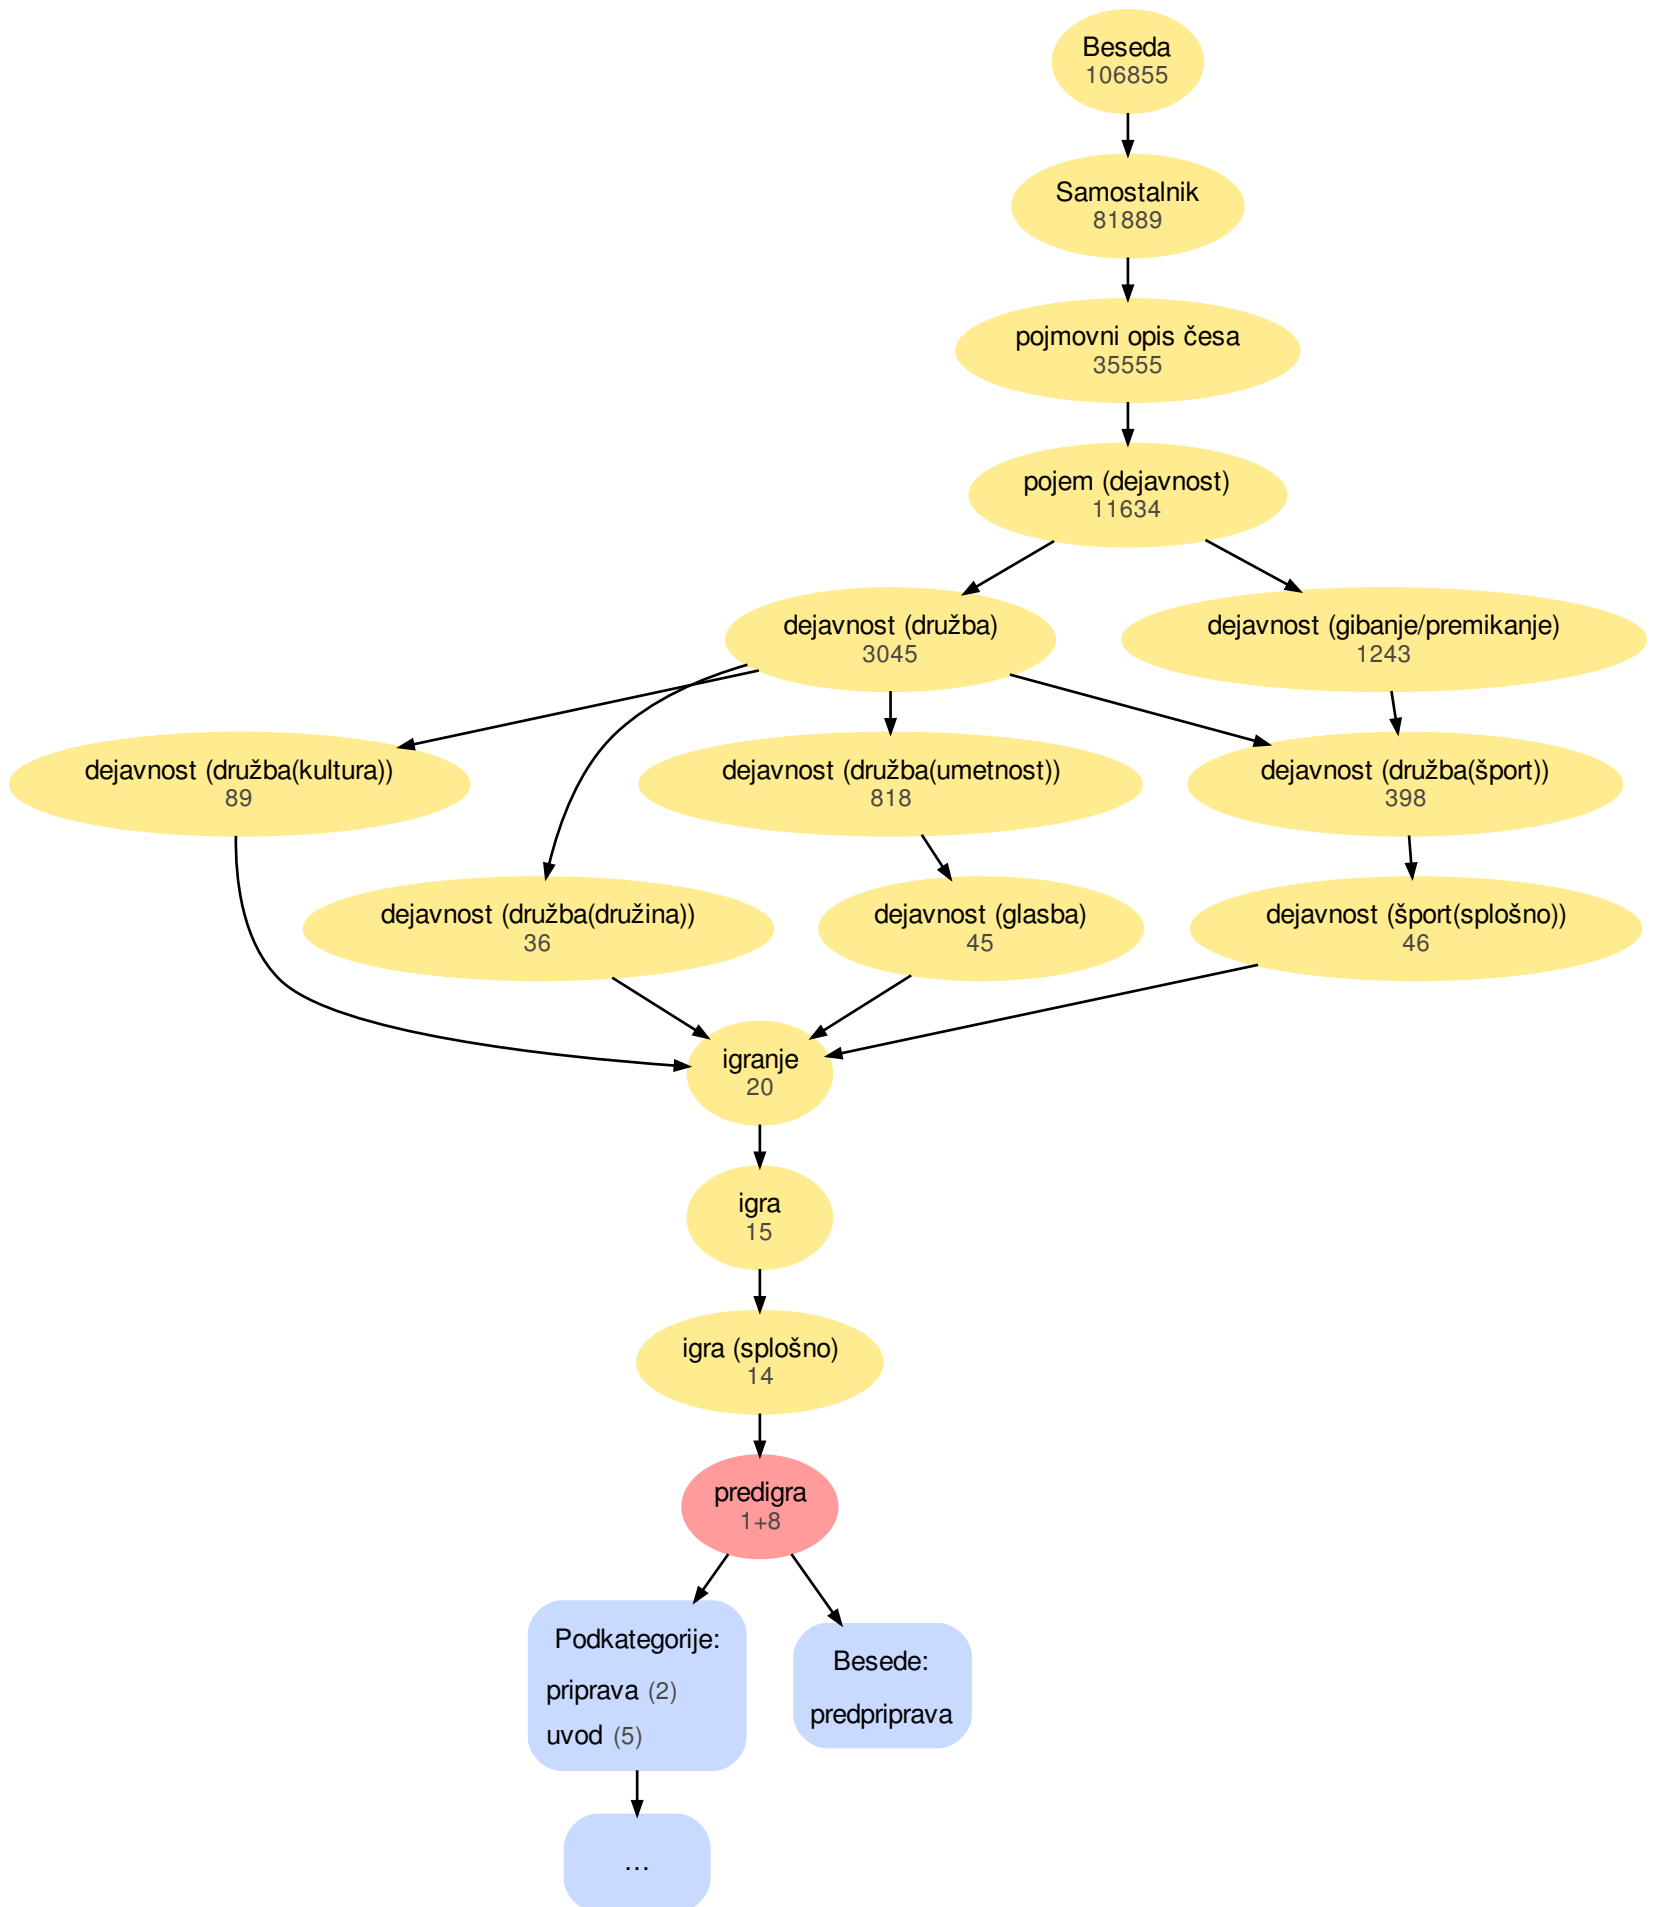 Beseda
106855
Samostalnik
81889
pojmovni opis česa
35555
pojem (dejavnost)
11634
dejavnost (družba)
3045
dejavnost (gibanje/premikanje)
1243
dejavnost (družba(kultura))
89
dejavnost (družba(umetnost))
818
dejavnost (družba(šport))
398
dejavnost (družba(družina))
36
dejavnost (glasba)
45
dejavnost (šport(splošno))
46
igranje
20
igra
15
igra (splošno)
14
predigra
1+8
Podkategorije:
priprava (2)
uvod (5)
Besede:
predpriprava
...